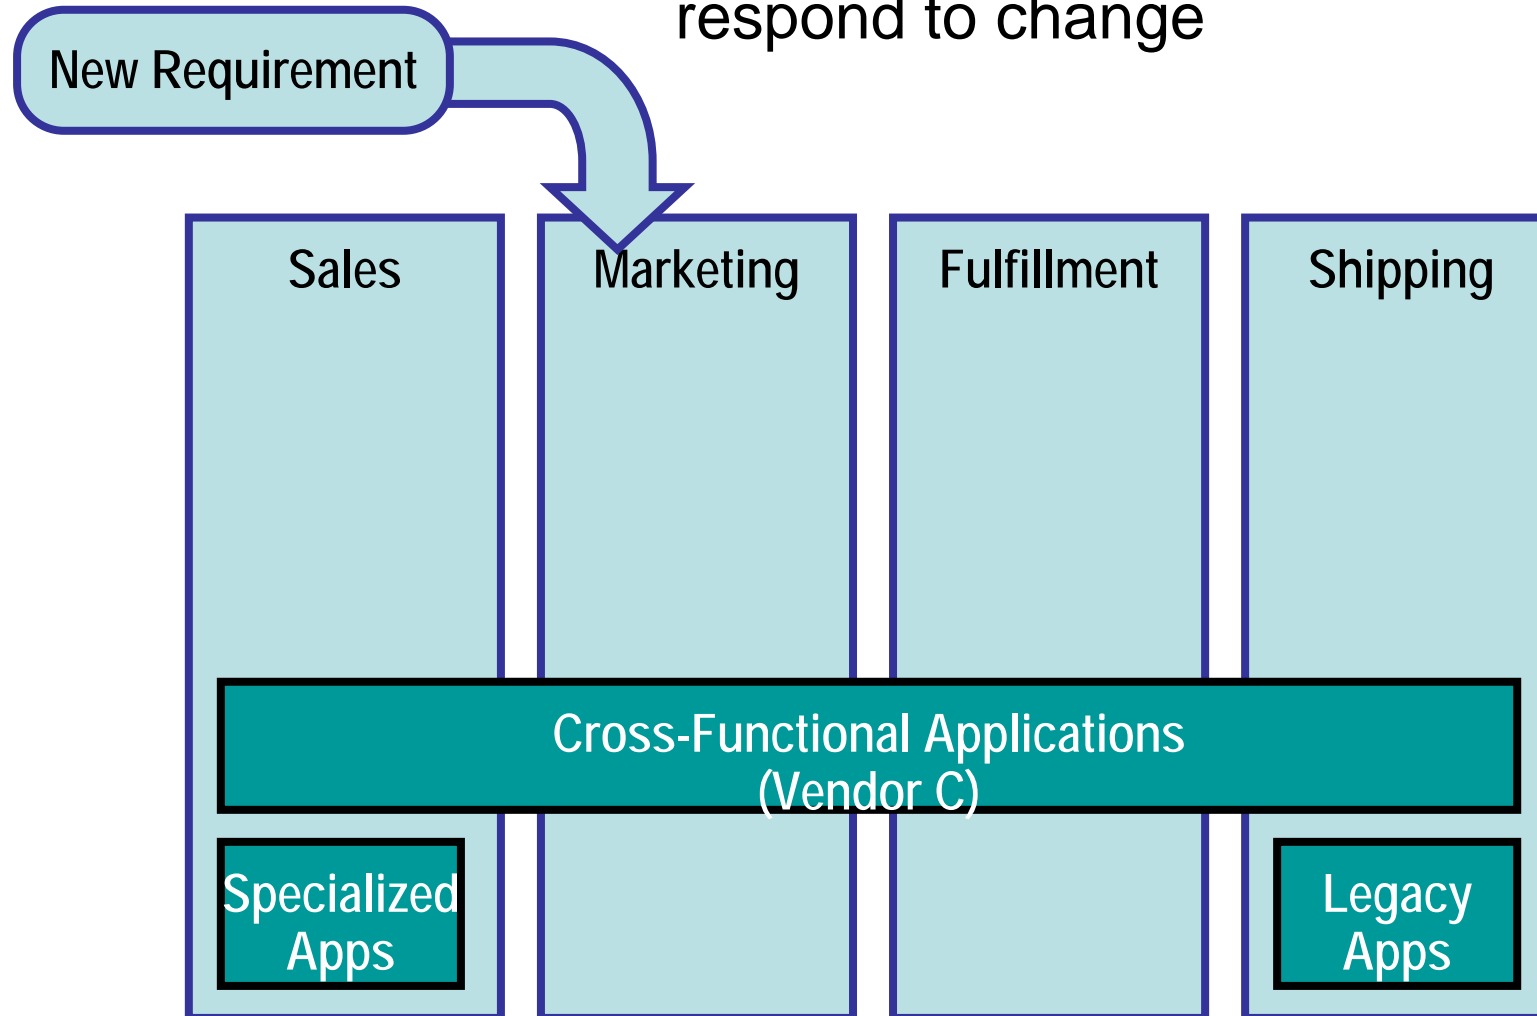 respond to change
New Requirement
Sales
Marketing
Fulfillment
Shipping
Cross-Functional Applications
(Vendor C)
Specialized
Apps
Legacy
Apps